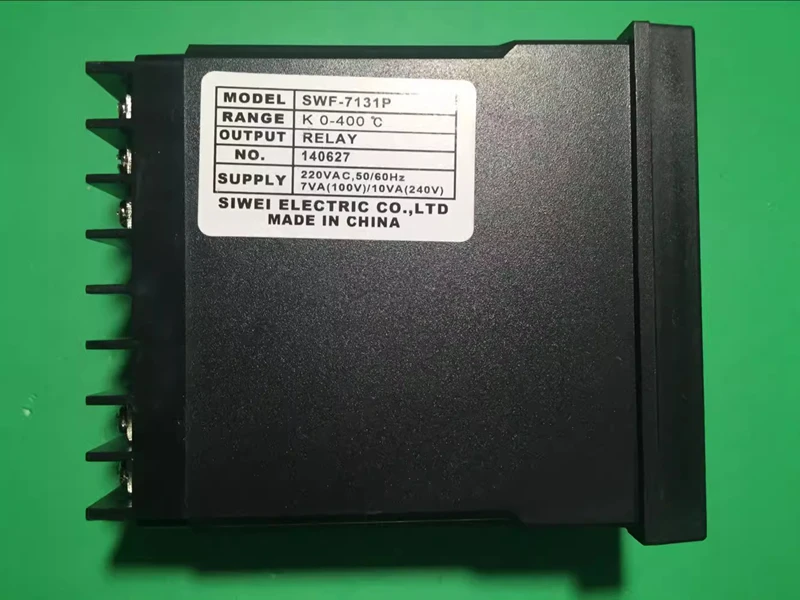 MODEL SWF-7131P
RANGE K 0-400 ℃
OUTPUT RELAY
NO. 140627
SUPPLY 220VAC,50/60Hz
7VA(100V)/10VA(240V)
SIWEI ELECTRIC CO.,LTD
MADE IN CHINA